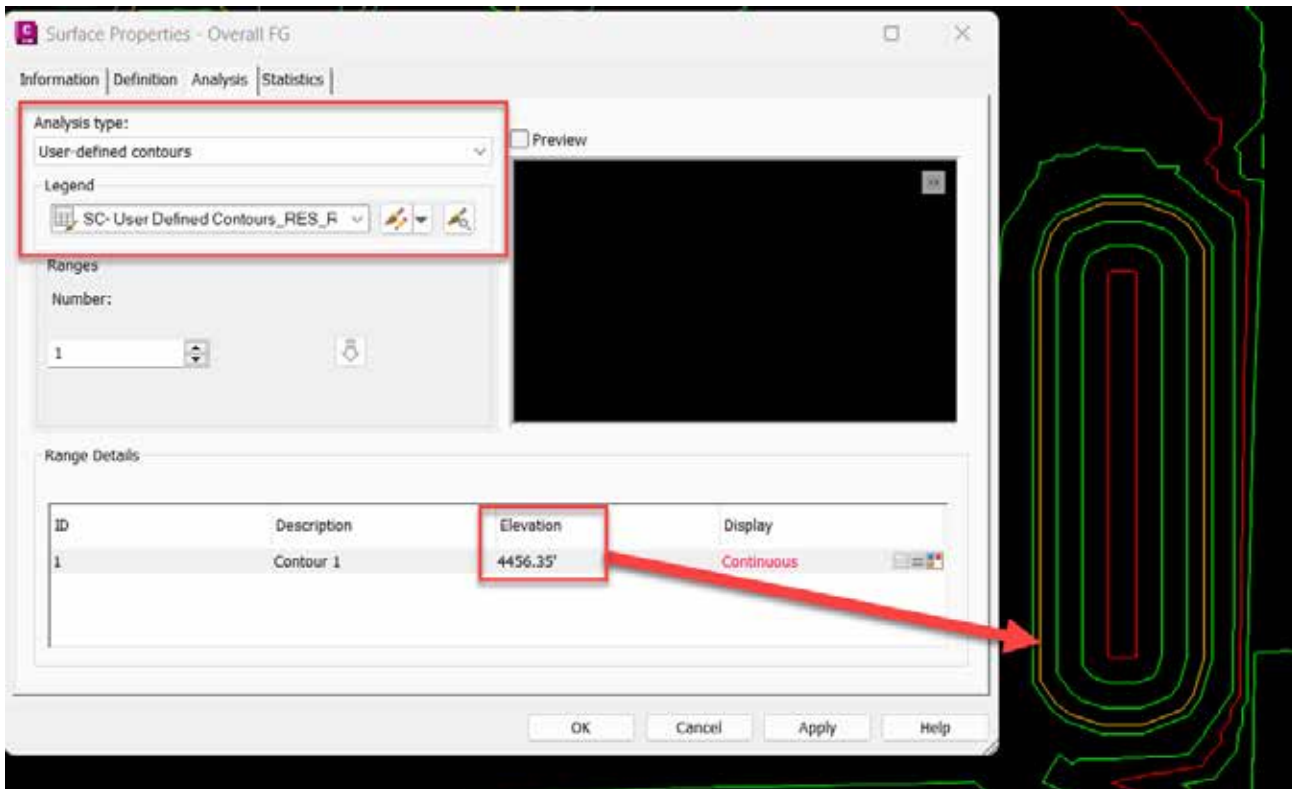 Surface Properties - Overall FG
Information Definition Analysis Statistics
Analysis type:
User-defined contours
Preview
Legend
SC- User Defined Contours_RES_R
Ranges
Number:
1
Range Details
ID Description Elevation Display
1 Contour 1 4456.35' Continuous
OK Cancel Apply Help